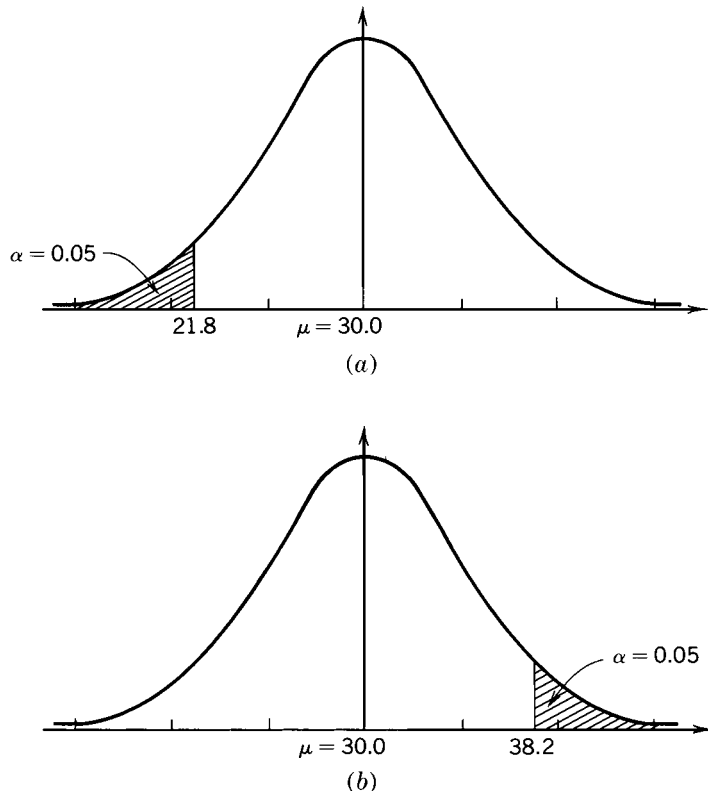 α = 0.05
21.8
μ = 30.0
(a)
α = 0.05
μ = 30.0
38.2
(b)